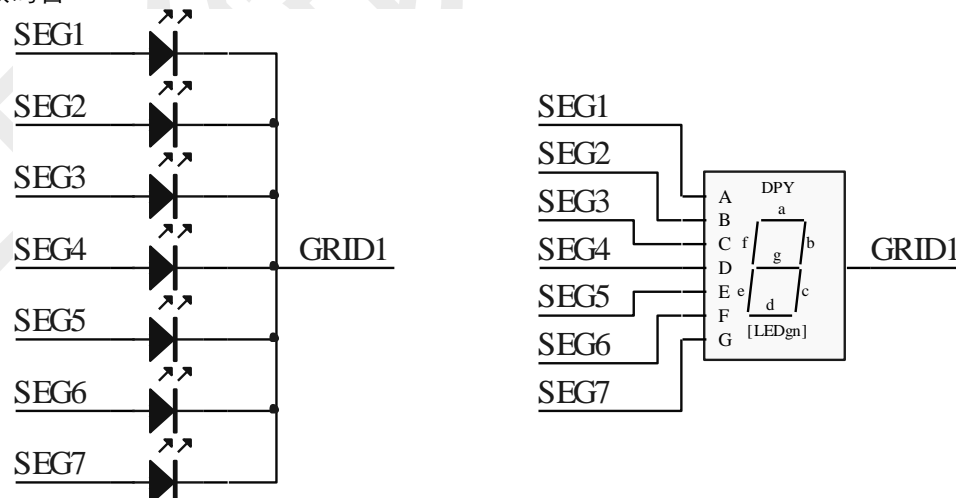 SEG1
SEG2
SEG3
SEG4
SEG5
SEG6
SEG7
GRID1
SEG1
SEG2
SEG3
SEG4
SEG5
SEG6
SEG7
DPY
A
B
C
D
E
F
G
a
f b
g
e c
d
[LEDgn]
GRID1